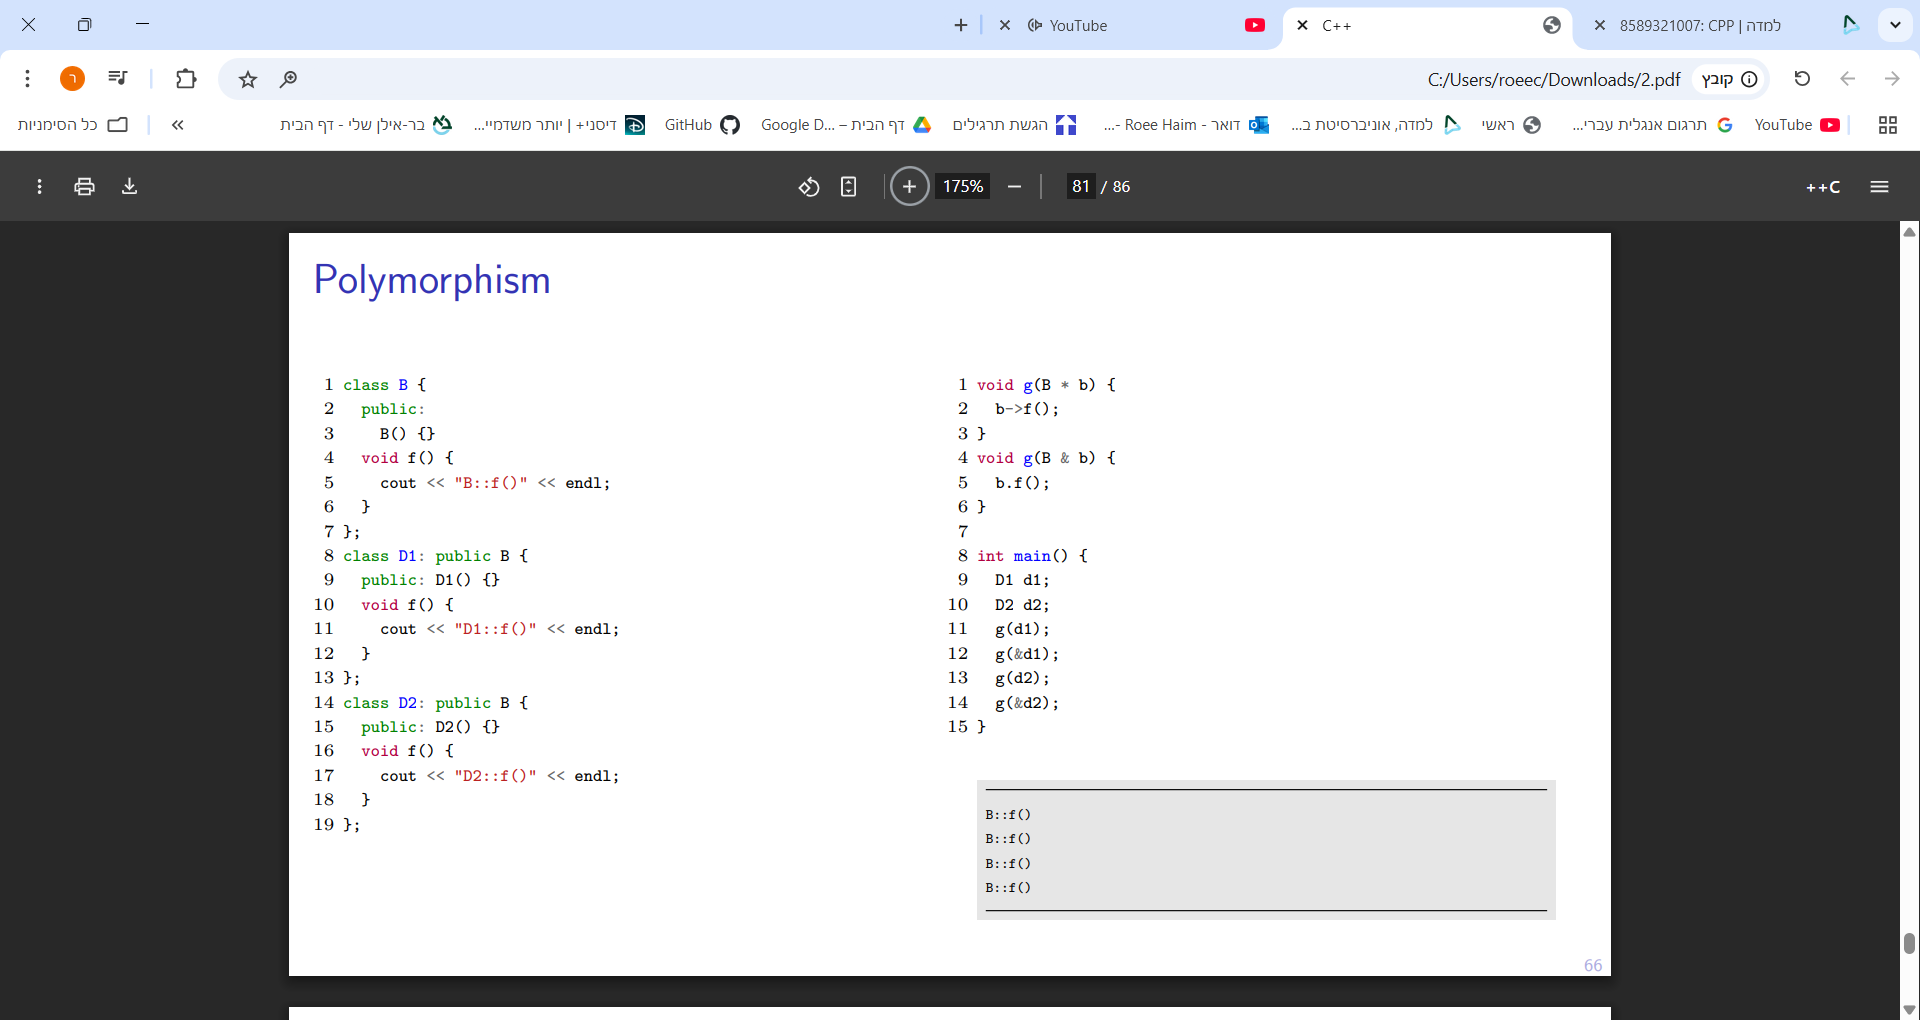 YouTube
C++
למדה | CPP :8589321007
ר
C:/Users/roeec/Downloads/2.pdf
קובץ
כל הסימניות
»
בר-אילן שלי - דף הבית
דיסני+ | יותר משדמיי...
GitHub
דף הבית – Google D...
הגשת תרגילים
דואר - Roee Haim -...
למדה, אוניברסיטת ב...
ראשי
תרגום אנגלית עברי...
YouTube
175%
81 / 86
++C
Polymorphism
1 class B {
2 public:
3 B() {}
4 void f() {
5 cout << "B::f()" << endl;
6 }
7 };
8 class D1: public B {
9 public: D1() {}
10 void f() {
11 cout << "D1::f()" << endl;
12 }
13 };
14 class D2: public B {
15 public: D2() {}
16 void f() {
17 cout << "D2::f()" << endl;
18 }
19 };
1 void g(B * b) {
2 b->f();
3 }
4 void g(B & b) {
5 b.f();
6 }
7
8 int main() {
9 D1 d1;
10 D2 d2;
11 g(d1);
12 g(&d1);
13 g(d2);
14 g(&d2);
15 }
B::f()
B::f()
B::f()
B::f()
66